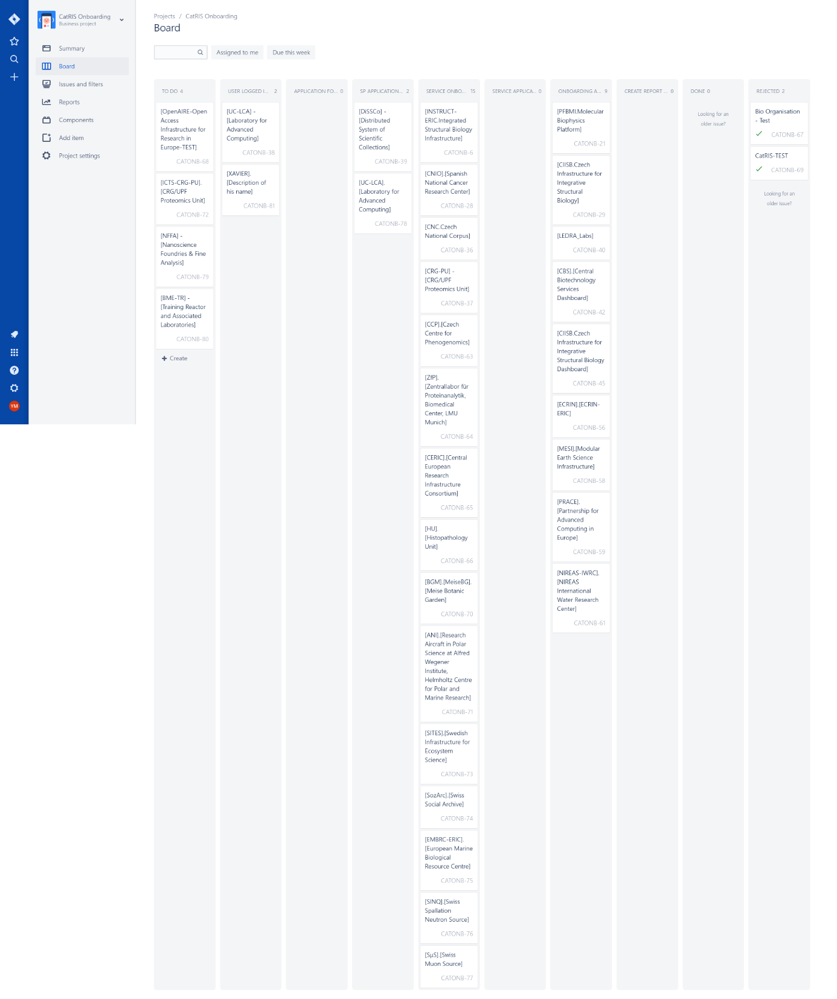 CatRIS Onboarding
Business project
Summary
Board
Issues and filters
Reports
Components
Add item
Project settings
YM
Projects / CatRIS Onboarding
Board
Assigned to me
Due this week
TO DO 4
[OpenAIRE-Open
Access
Infrastructure for
Research in
Europe-TEST]
CATONB-68
[ICTS-CRG-PU].
[CRG/UPF
Proteomics Unit]
CATONB-72
[NFFA] -
[Nanoscience
Foundries & Fine
Analysis]
CATONB-79
[BME-TR] -
[Training Reactor
and Associated
Laboratories]
CATONB-80
Create
USER LOGGED I... 2
[UC-LCA] -
[Laboratory for
Advanced
Computing]
CATONB-38
[XAVIER].
[Description of
his name]
CATONB-81
APPLICATION FO... 0
SP APPLICATION... 2
[DiSSCo] -
[Distributed
System of
Scientific
Collections]
CATONB-39
[UC-LCA].
[Laboratory for
Advanced
Computing]
CATONB-78
SERVICE ONBO... 15
[INSTRUCT-
ERIC.Integrated
Structural Biology
Infrastructure]
CATONB-6
[CNIO].[Spanish
National Cancer
Research Center]
CATONB-28
[CNC.Czech
National Corpus]
CATONB-36
[CRG-PU] -
[CRG/UPF
Proteomics Unit]
CATONB-37
[CCP].[Czech
Centre for
Phenogenomics]
CATONB-63
[ZfP].
[Zentrallabor für
Proteinanalytik,
Biomedical
Center, LMU
Munich]
CATONB-64
[CERIC].[Central
European
Research
Infrastructure
Consortium]
CATONB-65
[HU].
[Histopathology
Unit]
CATONB-66
[BGM].[MeiseBG].
[Meise Botanic
Garden]
CATONB-70
[ANI].[Research
Aircraft in Polar
Science at Alfred
Wegener
Institute,
Helmholtz Centre
for Polar and
Marine Research]
CATONB-71
[SITES].[Swedish
Infrastructure for
Ecosystem
Science]
CATONB-73
[SozArc].[Swiss
Social Archive]
CATONB-74
[EMBRC-ERIC].
[European Marine
Biological
Resource Centre]
CATONB-75
[SINQ].[Swiss
Spallation
Neutron Source]
CATONB-76
[SμS].[Swiss
Muon Source]
CATONB-77
SERVICE APPLICA... 0
ONBOARDING A... 9
[PFBMI.Molecular
Biophysics
Platform]
CATONB-21
[CIISB.Czech
Infrastructure for
Integrative
Structural
Biology]
CATONB-29
[LEDRA_Labs]
CATONB-40
[CBS].[Central
Biotechnology
Services
Dashboard]
CATONB-42
[CIISB.Czech
Infrastructure for
Integrative
Structural Biology
Dashboard]
CATONB-45
[ECRIN].[ECRIN-
ERIC]
CATONB-56
[MESI].[Modular
Earth Science
Infrastructure]
CATONB-58
[PRACE].
[Partnership for
Advanced
Computing in
Europe]
CATONB-59
[NIREAS-IWRC].
[NIREAS
International
Water Research
Center]
CATONB-61
CREATE REPORT ... 0
DONE 0
Looking for an
older issue?
REJECTED 2
Bio Organisation
- Test
CATONB-67
CatRIS-TEST
CATONB-69
Looking for an
older issue?